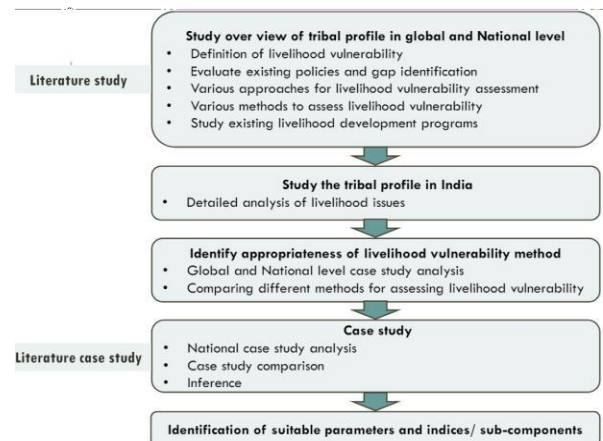 Study over view of tribal profile in global and National level
• Definition of livelihood vulnerability
• Evaluate existing policies and gap identification
Literature study
• Various approaches for livelihood vulnerability assessment
• Various methods to assess livelihood vulnerability
• Study existing livelihood development programs
Study the tribal profile in India
• Detailed analysis of livelihood issues
Identify appropriateness of livelihood vulnerability method
• Global and National level case study analysis
• Comparing different methods for assessing livelihood vulnerability
Case study
• National case study analysis
Literature case study
• Case study comparison
• Inference
Identification of suitable parameters and indices/ sub-components